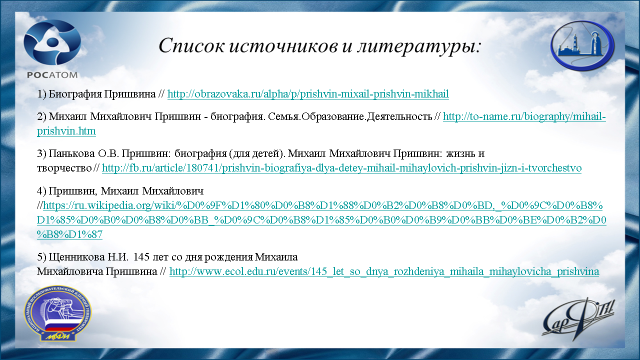 Список источников и литературы:
РОСАТОМ
1) Биография Пришвина // http://obrazovaka.ru/alpha/p/prishvin-mixail-prishvin-mikhail
2) Михаил Михайлович Пришвин - биография. Семья.Образование.Деятельность // http://to-name.ru/biography/mihail-
prishvin.htm
3) Панькова О.В. Пришвин: биография (для детей). Михаил Михайлович Пришвин: жизнь и
творчество // http://fb.ru/article/180741/prishvin-biografiya-dlya-detey-mihail-mihaylovich-prishvin-jizn-i-tvorchestvo
4) Пришвин, Михаил Михайлович
//https://ru.wikipedia.org/wiki/%D0%9F%D1%80%D0%B8%D1%88%D0%B2%D0%B8%D0%BD,_%D0%9C%D0%B8%
D1%85%D0%B0%D0%B8%D0%BB_%D0%9C%D0%B8%D1%85%D0%B0%D0%B9%D0%BB%D0%BE%D0%B2%D0
%B8%D1%87
5) Щенникова Н.И. 145 лет со дня рождения Михаила
Михайловича Пришвина // http://www.ecol.edu.ru/events/145_let_so_dnya_rozhdeniya_mihaila_mihaylovicha_prishvina
СарФТИ